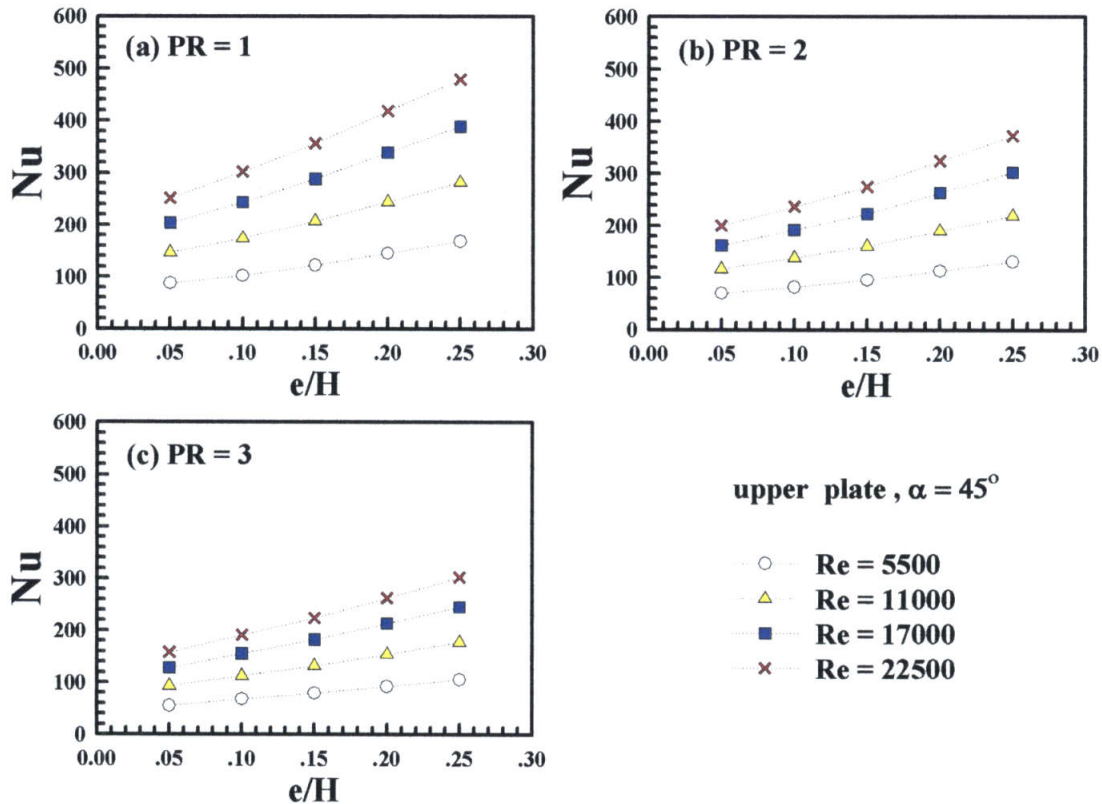 (a) PR = 1
Nu
600
500
400
300
200
100
0
0.00 .05 .10 .15 .20 .25 .30
e/H
(b) PR = 2
Nu
600
500
400
300
200
100
0
0.00 .05 .10 .15 .20 .25 .30
e/H
(c) PR = 3
Nu
600
500
400
300
200
100
0
0.00 .05 .10 .15 .20 .25 .30
e/H
upper plate , α = 45°
Re = 5500
Re = 11000
Re = 17000
Re = 22500